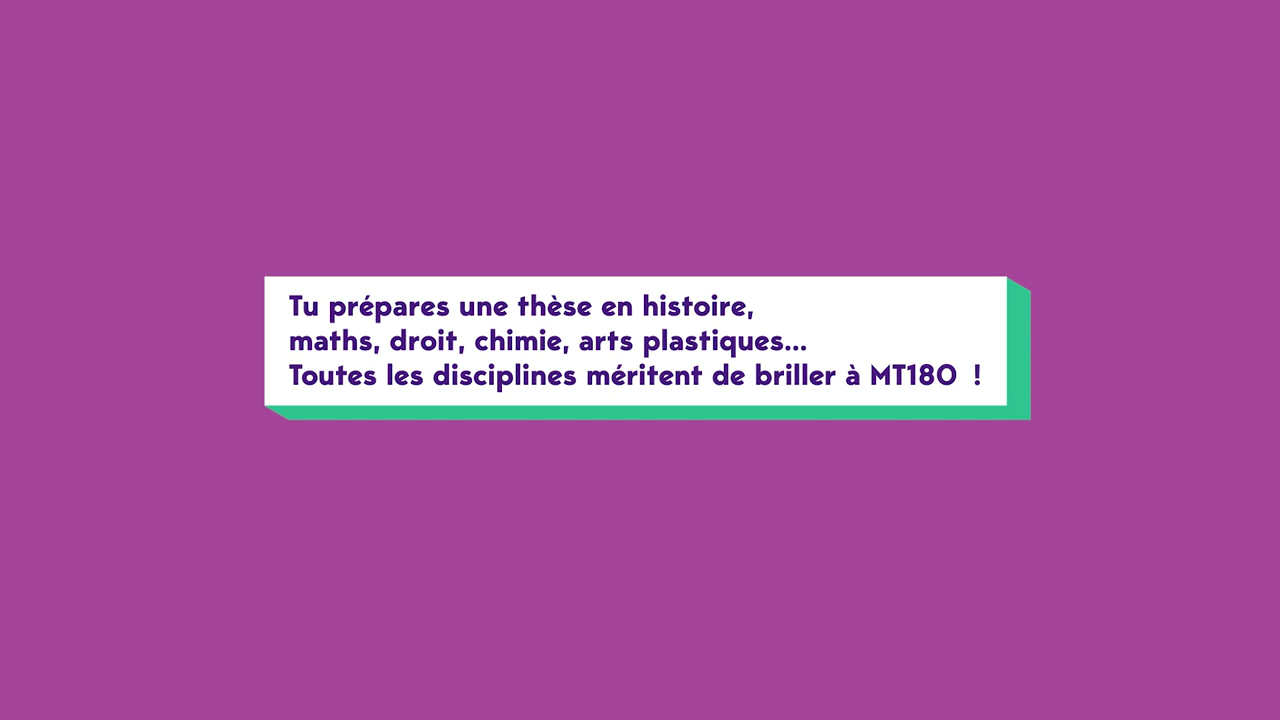 Tu prépares une thèse en histoire,
maths, droit, chimie, arts plastiques...
Toutes les disciplines méritent de briller à MT180 !